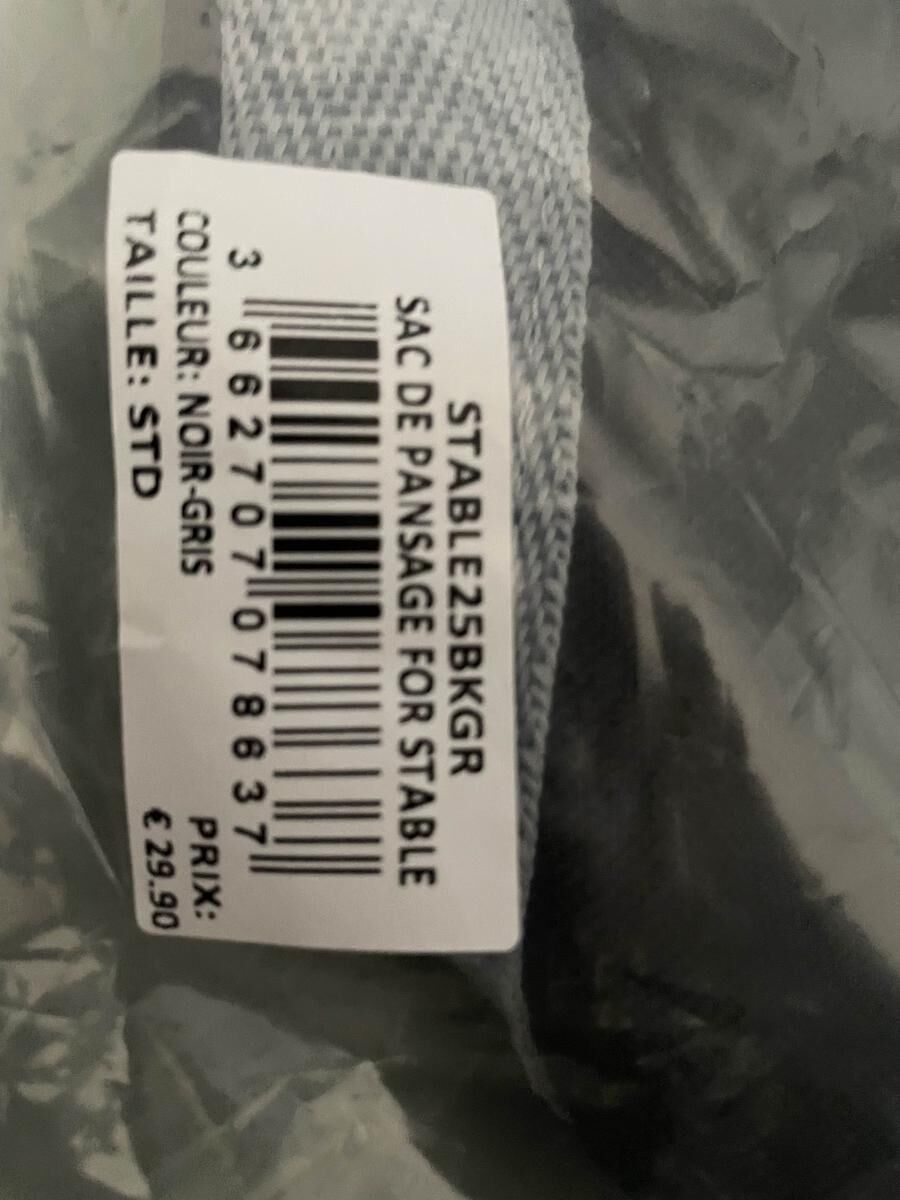 STABLE25BKGR
SAC DE PANSAGE FOR STABLE
3 662707 078637
COULEUR: NOIR-GRIS
TAILLE: STD
PRIX:
€ 29.90